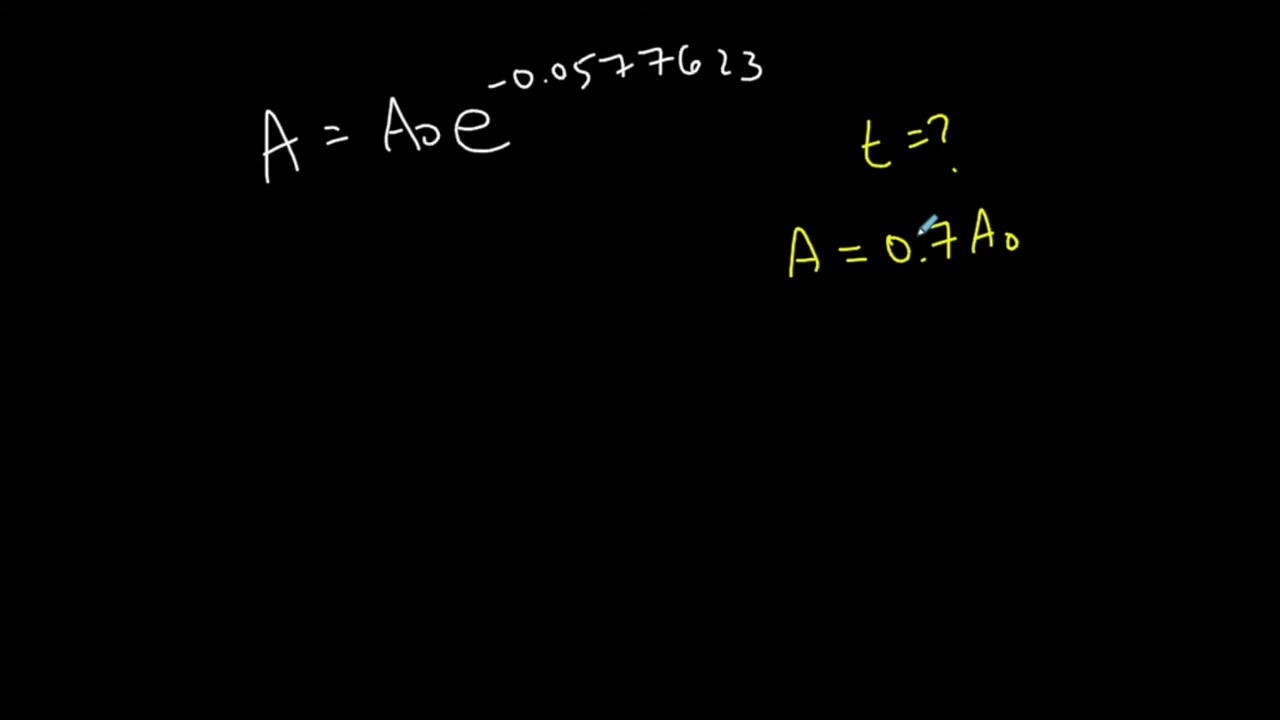 A = A₀e^-0.0577623
t = ?
A = 0.7A₀